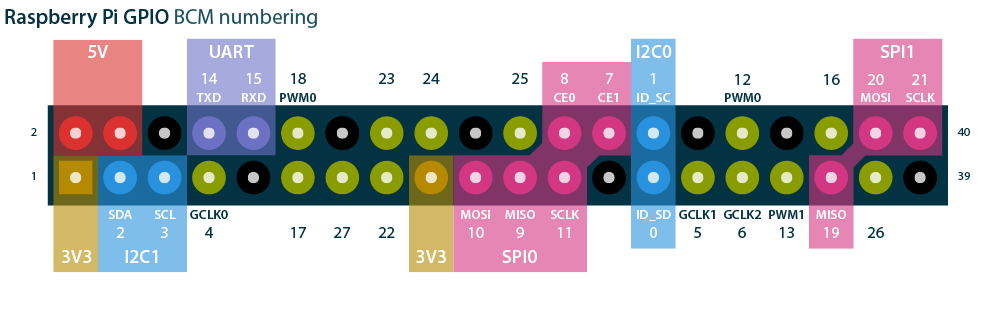 Raspberry Pi GPIO BCM numbering
5V UART I2C0 SPI1
14 15 18 23 24 25 8 7 1 12 16 20 21
TXD RXD PWM0 CE0 CE1 ID_SC PWM0 MOSI SCLK
2 40
1 39
SDA SCL GCLK0 MOSI MISO SCLK ID_SD GCLK1 GCLK2 PWM1 MISO
2 3 4 17 27 22 10 9 11 0 5 6 13 19 26
3V3 I2C1 3V3 SPI0